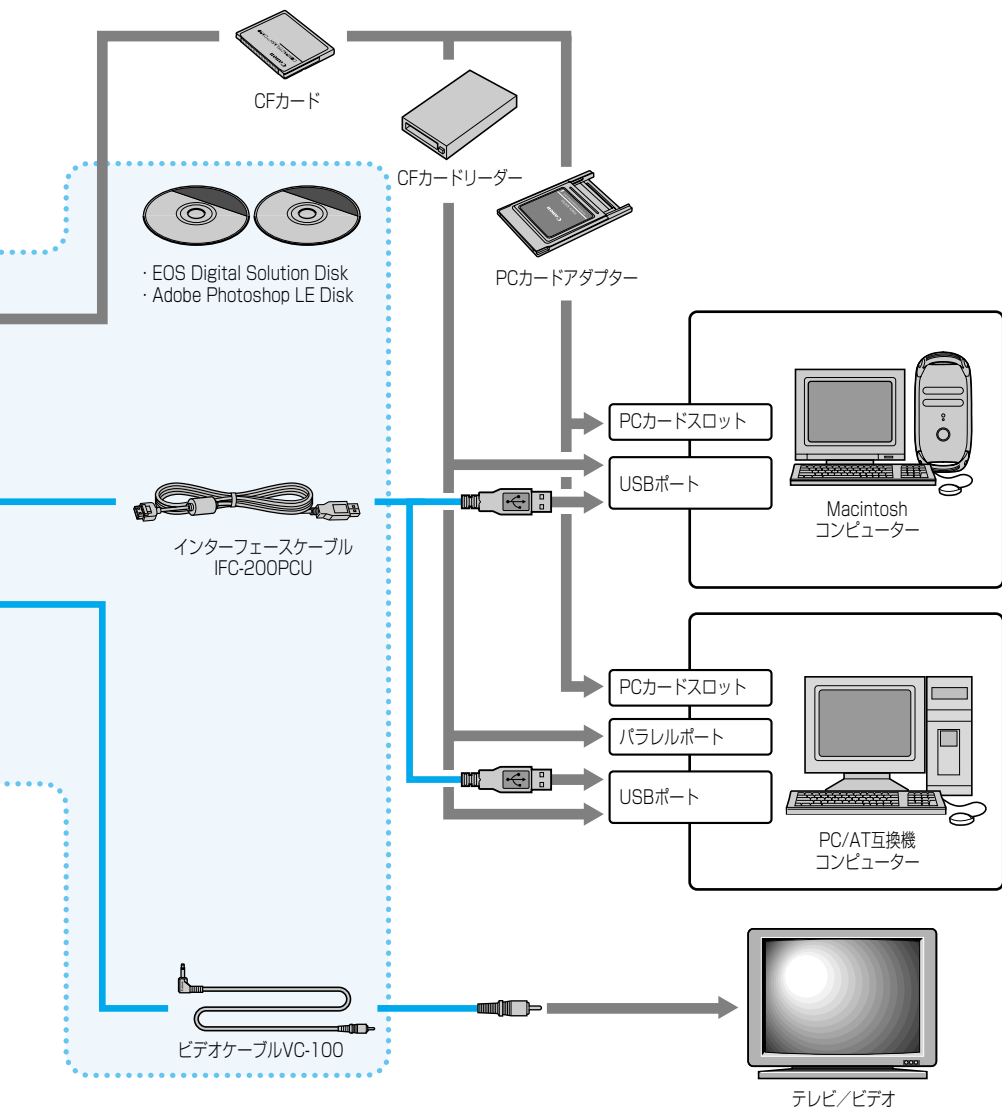 CFカード
CFカードリーダー
PCカードアダプター
· EOS Digital Solution Disk
· Adobe Photoshop LE Disk
PCカードスロット
USBポート
Macintosh
コンピューター
インターフェースケーブル
IFC-200PCU
PCカードスロット
パラレルポート
USBポート
PC/AT互換機
コンピューター
ビデオケーブルVC-100
テレビ／ビデオ